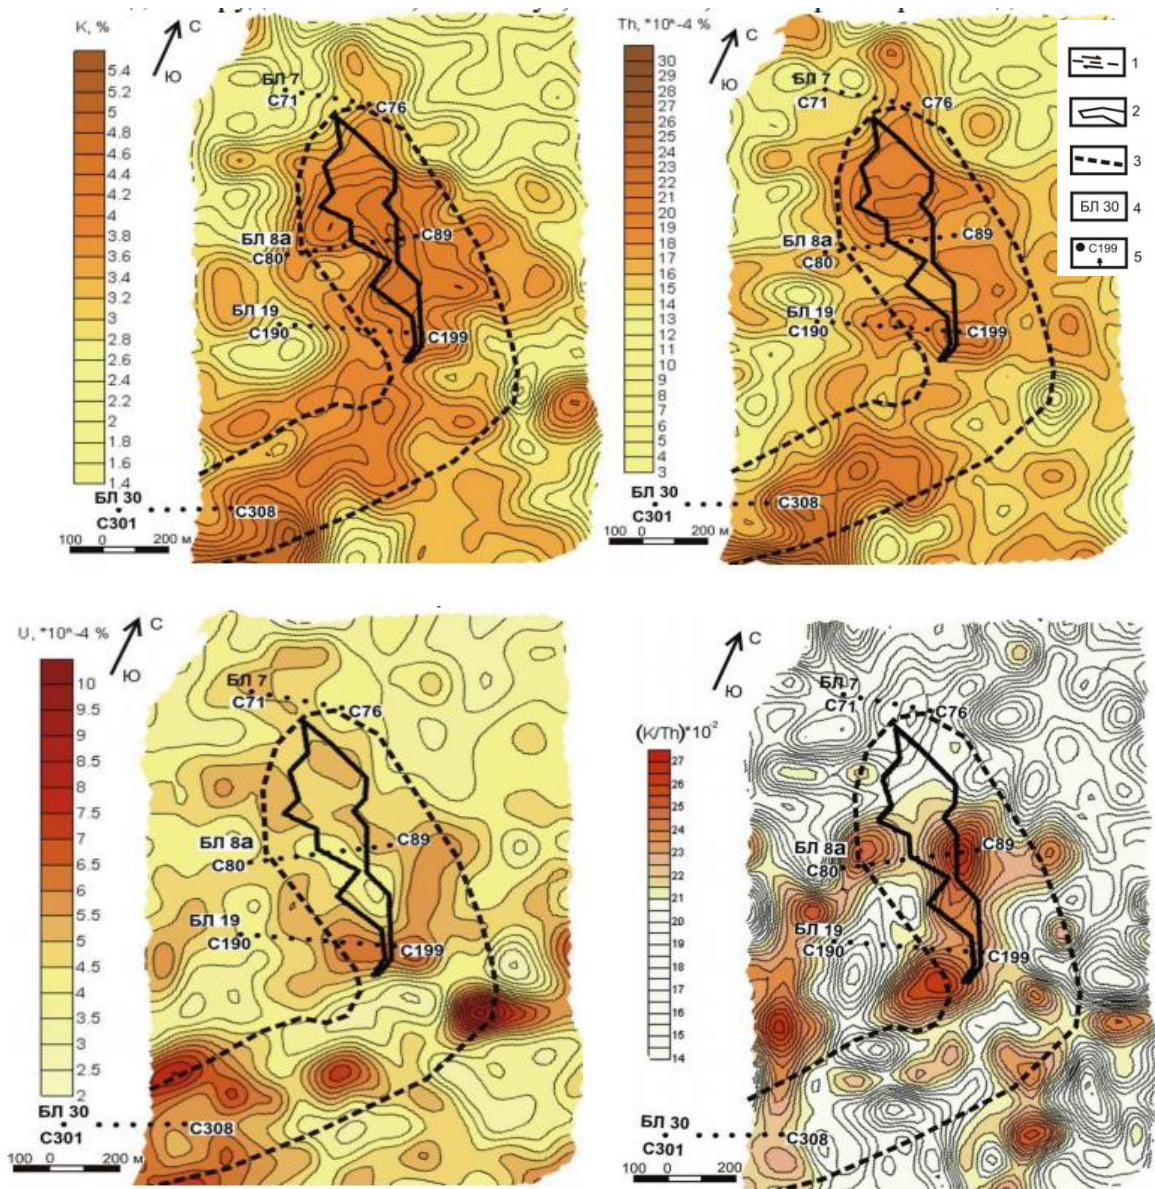 K, %
С
Ю
5.4
5.2
5
4.8
4.6
4.4
4.2
4
3.8
3.6
3.4
3.2
3
2.8
2.6
2.4
2.2
2
1.8
1.6
1.4
БЛ 7
С71
С76
БЛ 8а
С80
С89
БЛ 19
С190
С199
БЛ 30
С301
С308
100 0 200 м
Th, *10^-4 %
С
Ю
30
29
28
27
26
25
24
23
22
21
20
19
18
17
16
15
14
13
12
11
10
9
8
7
6
5
4
3
БЛ 7
С71
С76
БЛ 8а
С80
С89
БЛ 19
С190
С199
БЛ 30
С301
С308
100 0 200 м
1
2
3
БЛ 30 4
С199 5
U, *10^-4 %
С
Ю
10
9.5
9
8.5
8
7.5
7
6.5
6
5.5
5
4.5
4
3.5
3
2.5
2
БЛ 7
С71
С76
БЛ 8а
С80
С89
БЛ 19
С190
С199
БЛ 30
С301
С308
100 0 200 м
(K/Th)*10^-2
С
Ю
27
26
25
24
23
22
21
20
19
18
17
16
15
14
БЛ 7
С71
С76
БЛ 8а
С80
С89
БЛ 19
С190
С199
БЛ 30
С301
С308
100 0 200